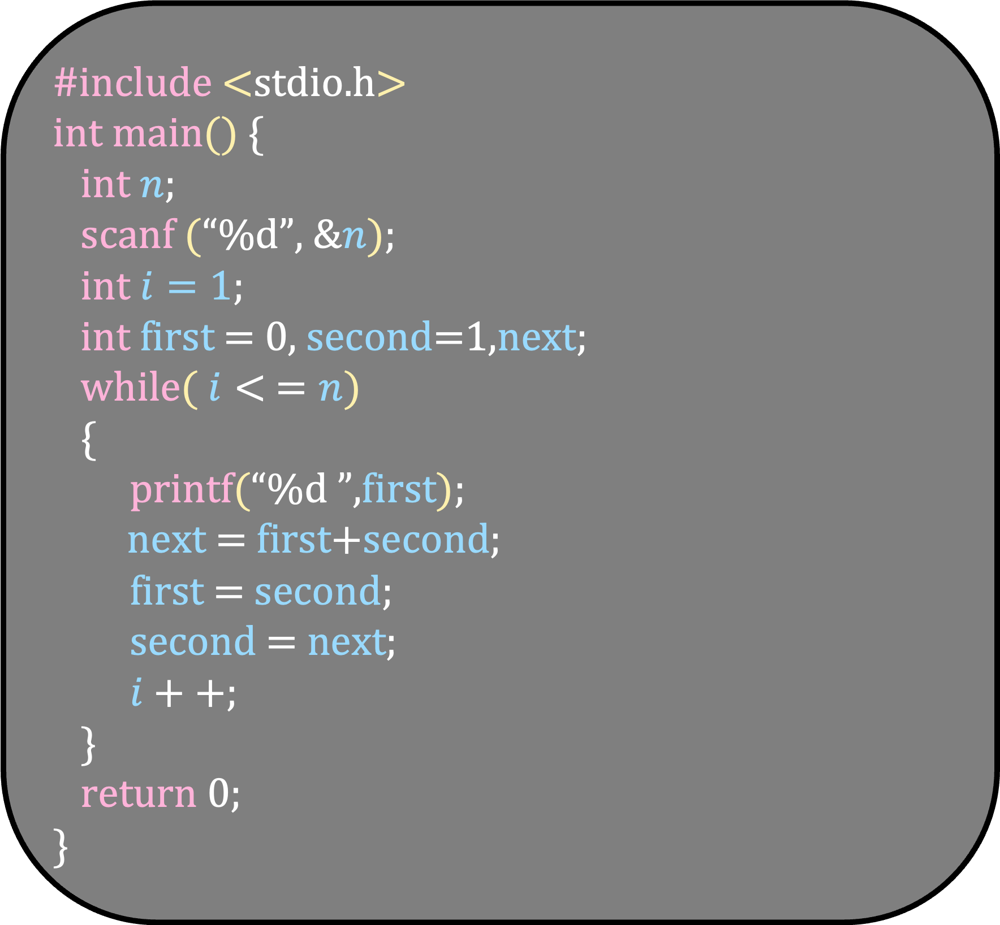 #include <stdio.h>
int main() {
int n;
scanf (“%d”, &n);
int i = 1;
int first = 0, second=1,next;
while( i < = n)
{
printf(“%d ”,first);
next = first+second;
first = second;
second = next;
i + +;
}
return 0;
}